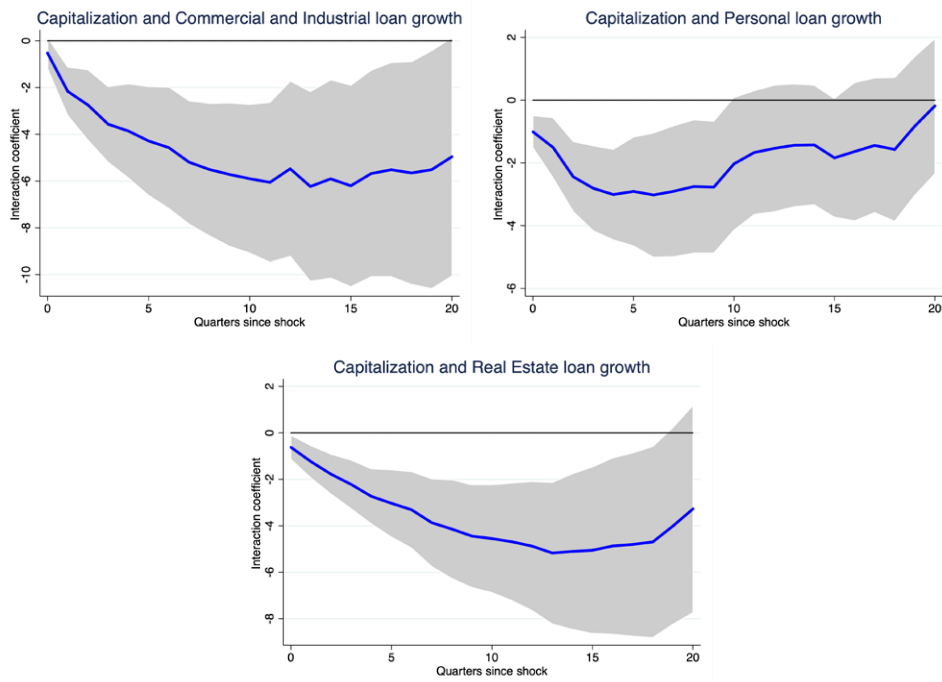 Capitalization and Commercial and Industrial loan growth
0
-2
-4
-6
-8
-10
Interaction coefficient
0 5 10 15 20
Quarters since shock
Capitalization and Personal loan growth
2
0
-2
-4
-6
Interaction coefficient
0 5 10 15 20
Quarters since shock
Capitalization and Real Estate loan growth
2
0
-2
-4
-6
-8
Interaction coefficient
0 5 10 15 20
Quarters since shock